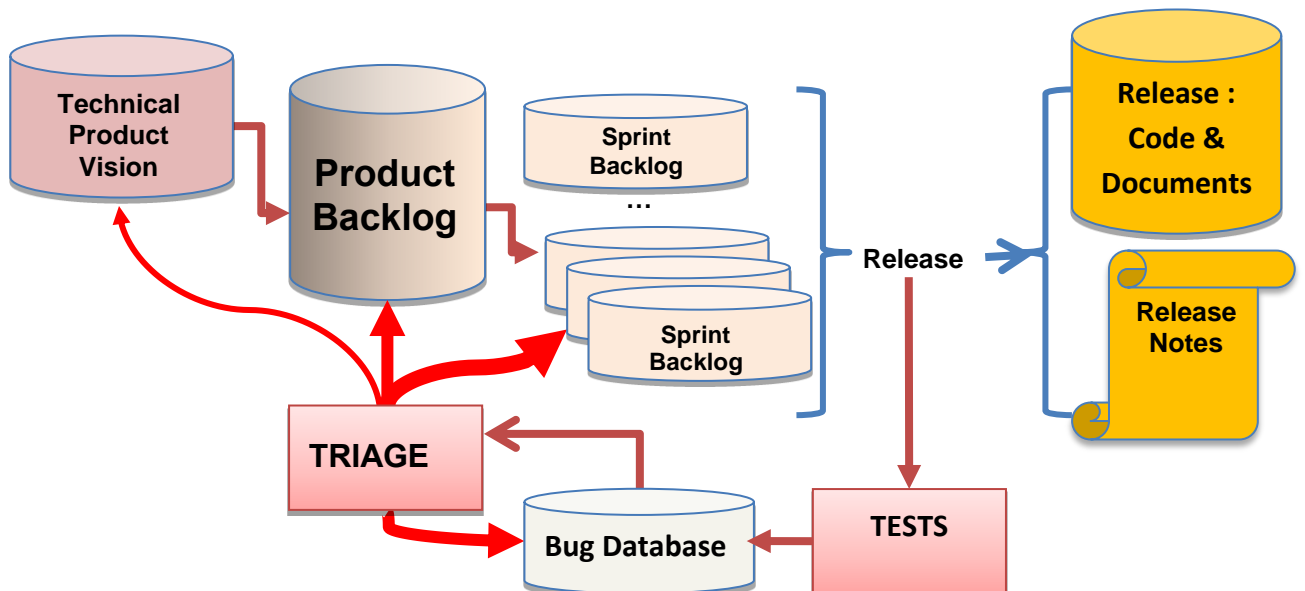 Technical
Product
Vision
Product
Backlog
Sprint
Backlog
...
Sprint
Backlog
Release
Release :
Code &
Documents
Release
Notes
TRIAGE
Bug Database
TESTS